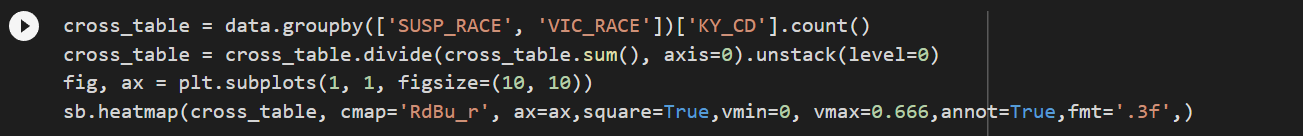 cross_table = data.groupby(['SUSP_RACE', 'VIC_RACE'])['KY_CD'].count()
cross_table = cross_table.divide(cross_table.sum(), axis=0).unstack(level=0)
fig, ax = plt.subplots(1, 1, figsize=(10, 10))
sb.heatmap(cross_table, cmap='RdBu_r', ax=ax,square=True,vmin=0, vmax=0.666,annot=True,fmt='.3f',)